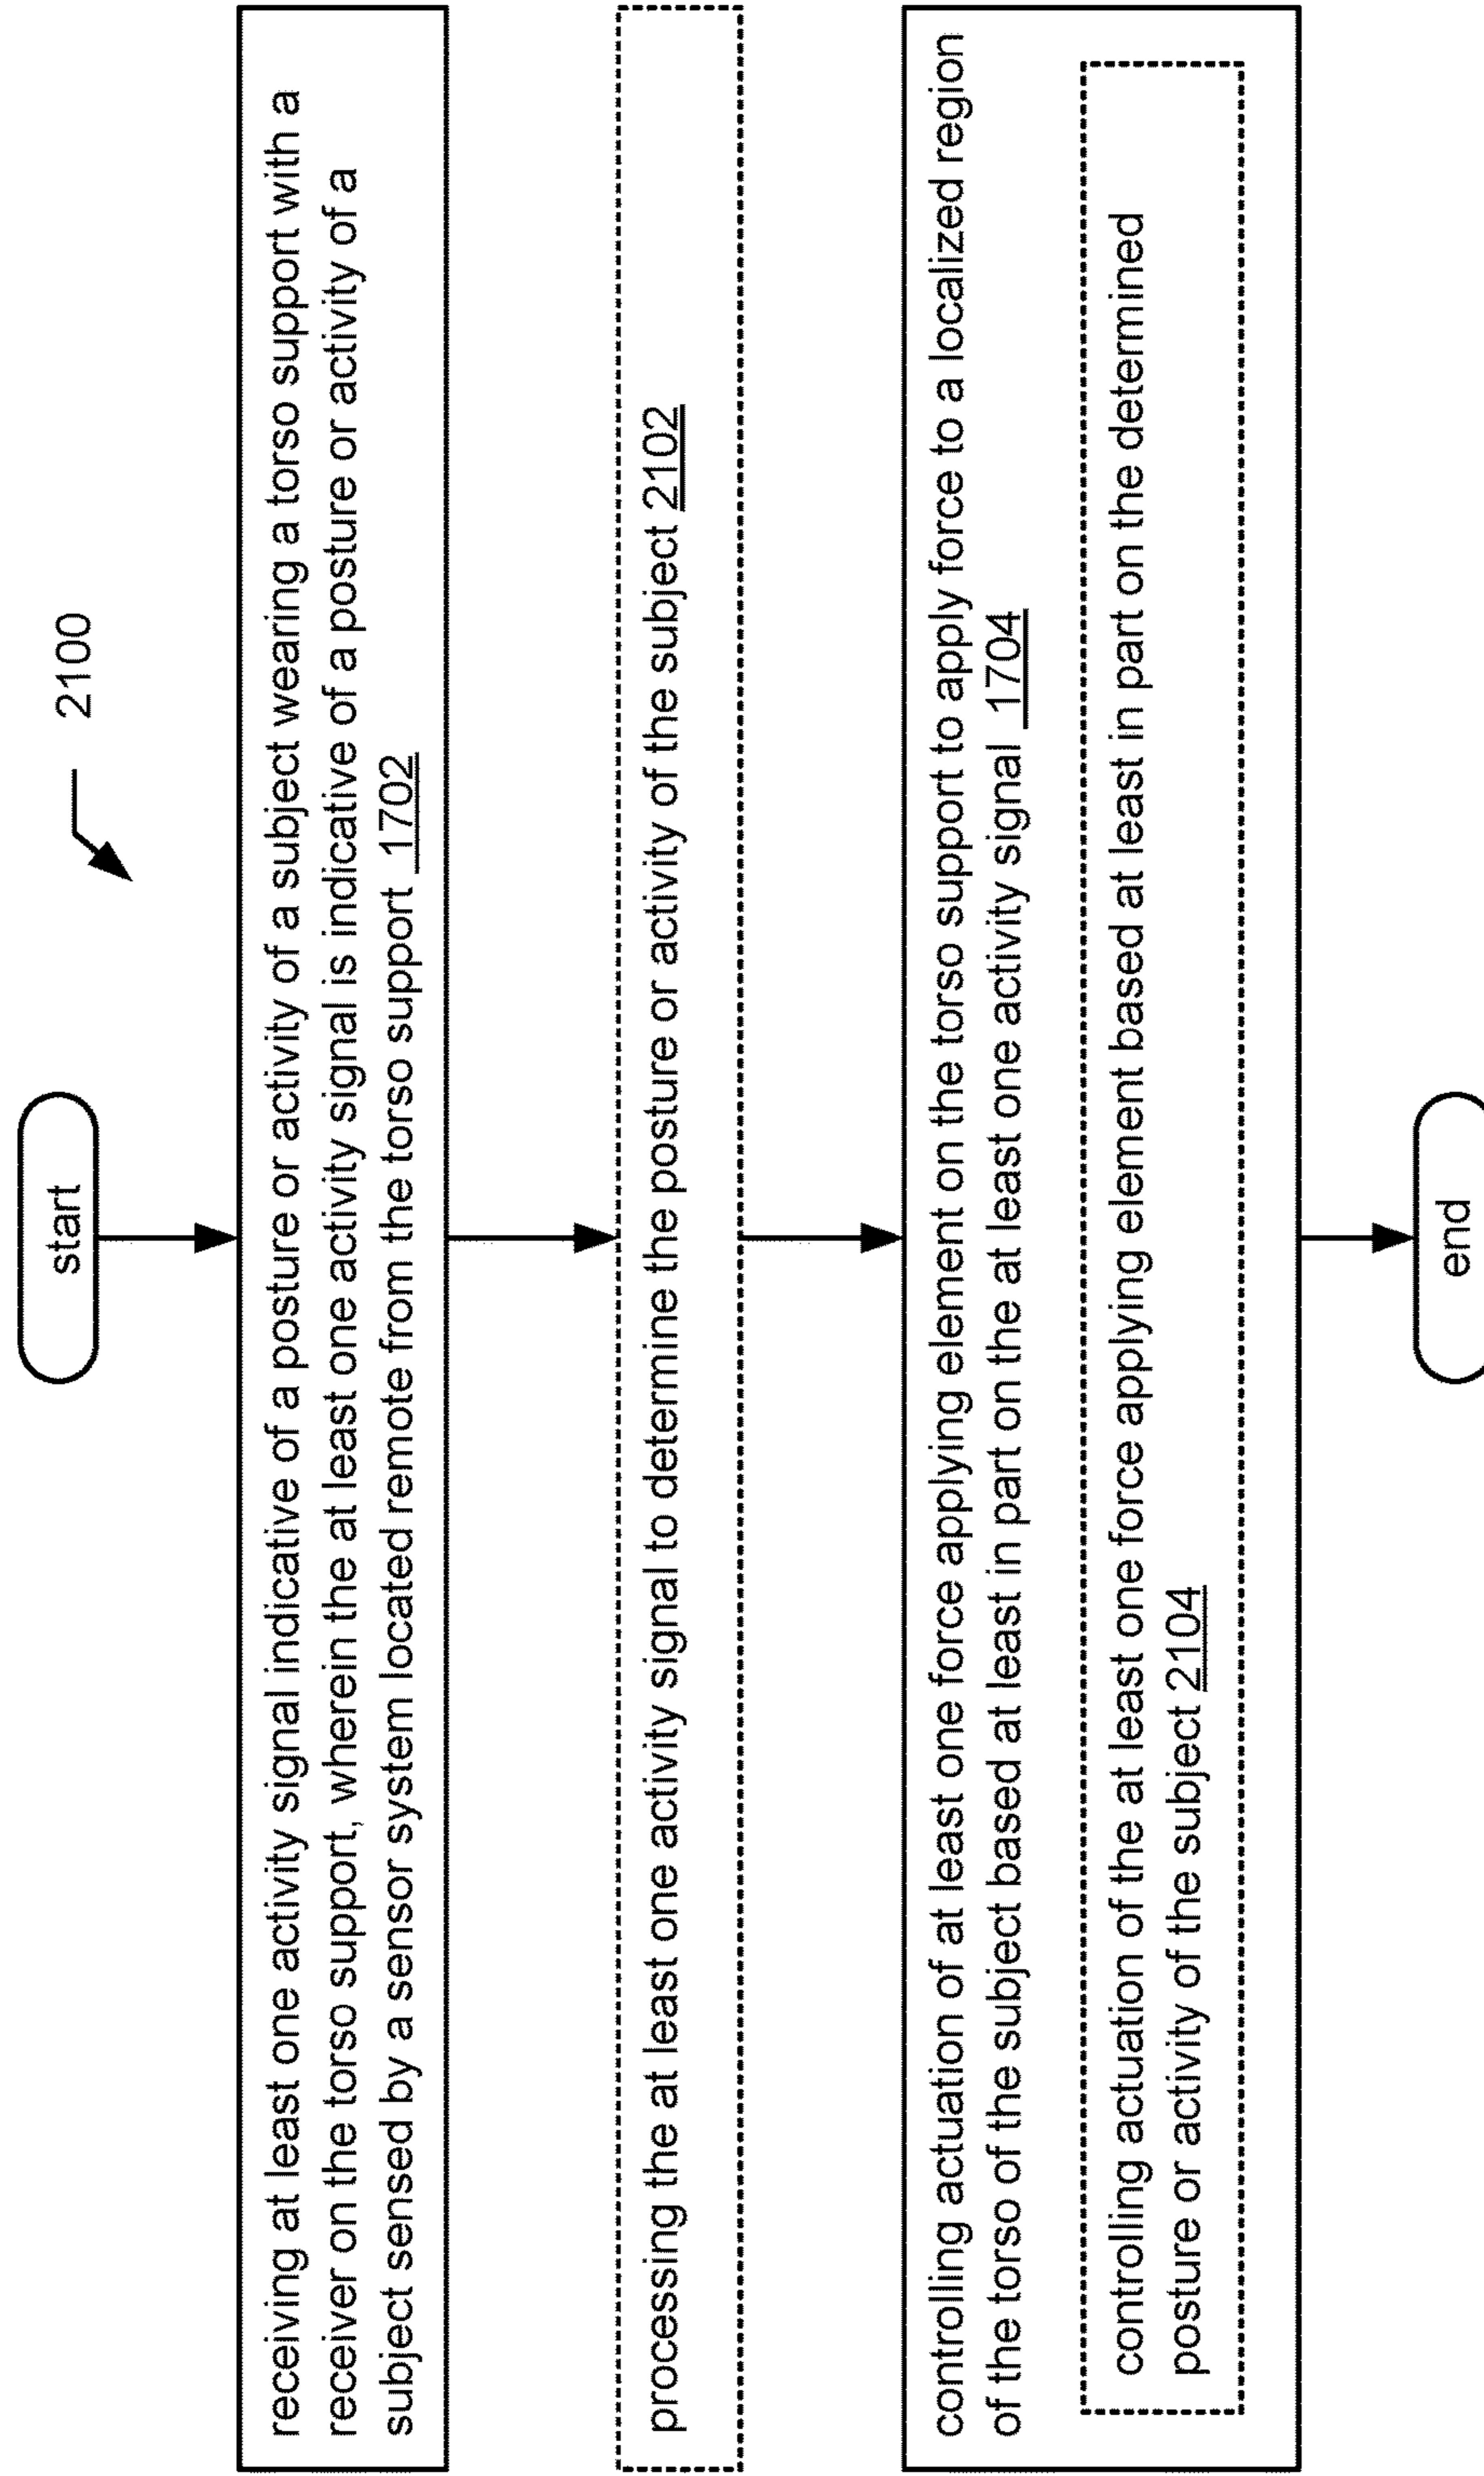 2100
start
receiving at least one activity signal indicative of a posture or activity of a subject wearing a torso support with a
receiver on the torso support, wherein the at least one activity signal is indicative of a posture or activity of a
subject sensed by a sensor system located remote from the torso support 1702
processing the at least one activity signal to determine the posture or activity of the subject 2102
controlling actuation of at least one force applying element on the torso support to apply force to a localized region
of the torso of the subject based at least in part on the at least one activity signal 1704
controlling actuation of the at least one force applying element based at least in part on the determined
posture or activity of the subject 2104
end